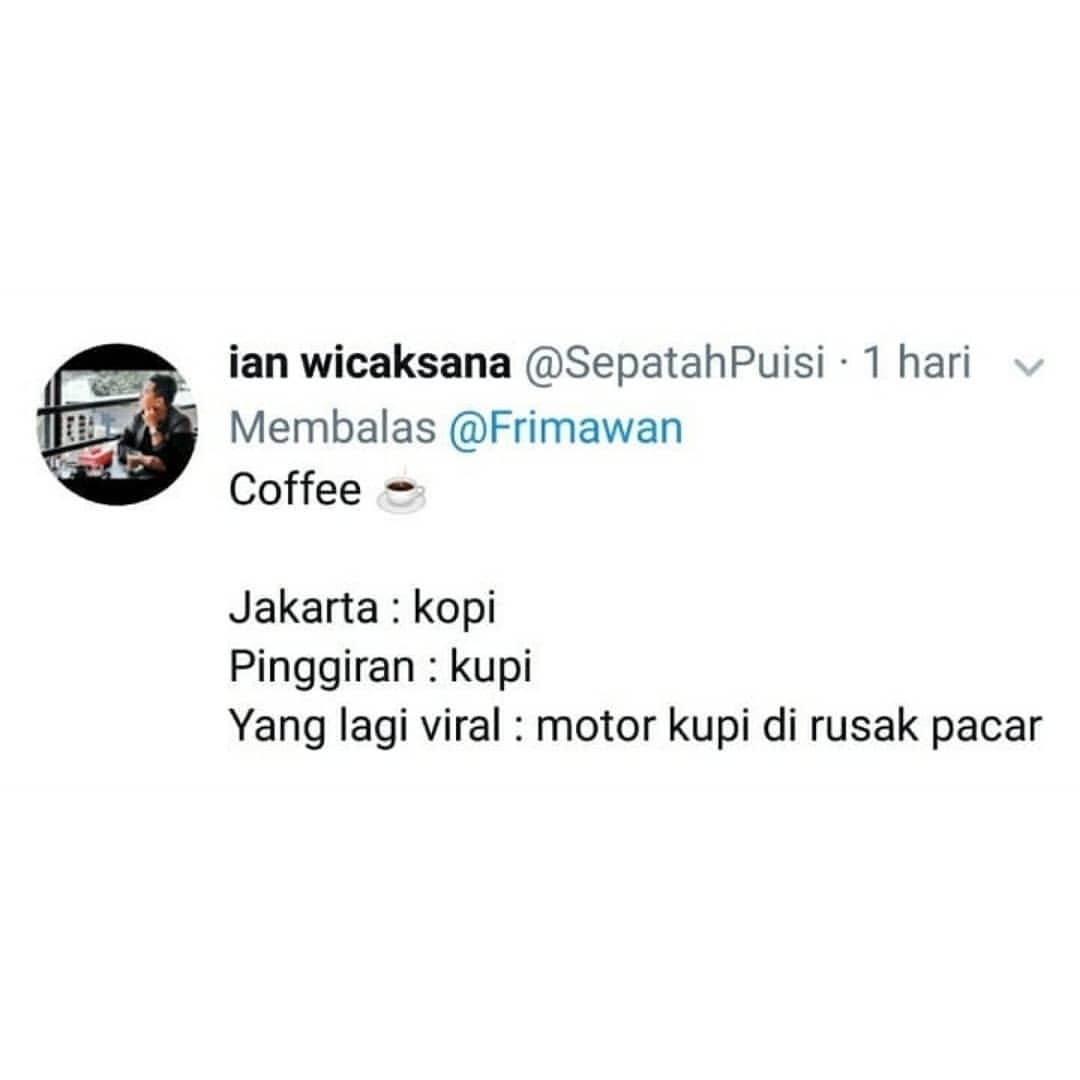 ian wicaksana @SepatahPuisi · 1 hari
Membalas @Frimawan
Coffee ☕
Jakarta : kopi
Pinggiran : kupi
Yang lagi viral : motor kupi di rusak pacar